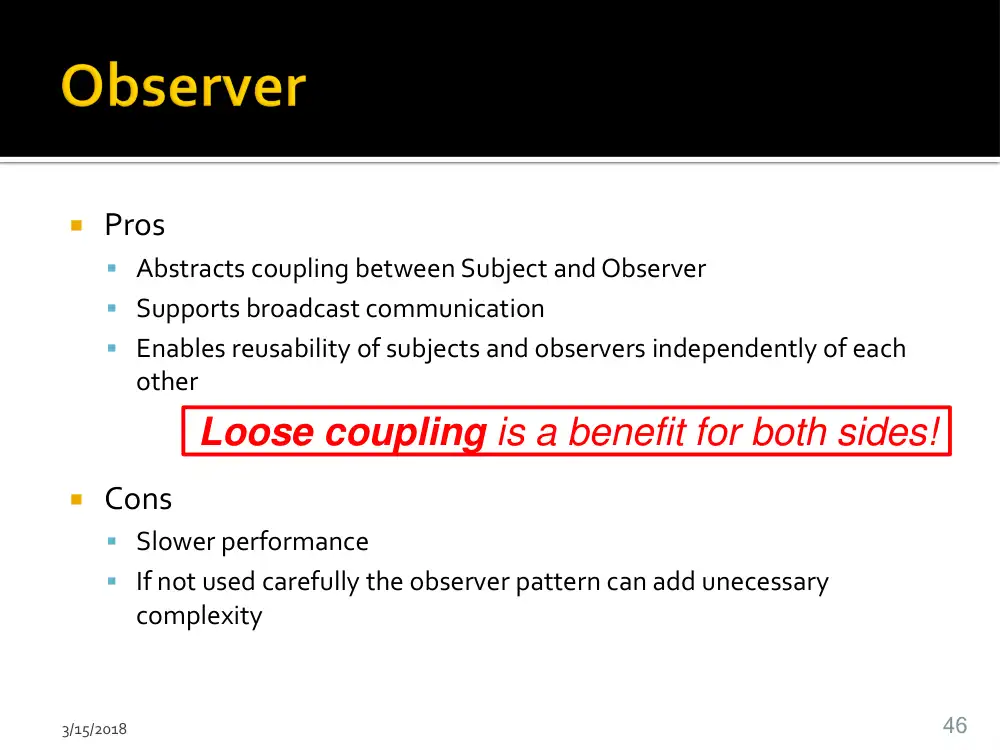 Observer
Pros
Abstracts coupling between Subject and Observer
Supports broadcast communication
Enables reusability of subjects and observers independently of each
other
Loose coupling is a benefit for both sides!
Cons
Slower performance
If not used carefully the observer pattern can add unecessary
complexity
3/15/2018
46